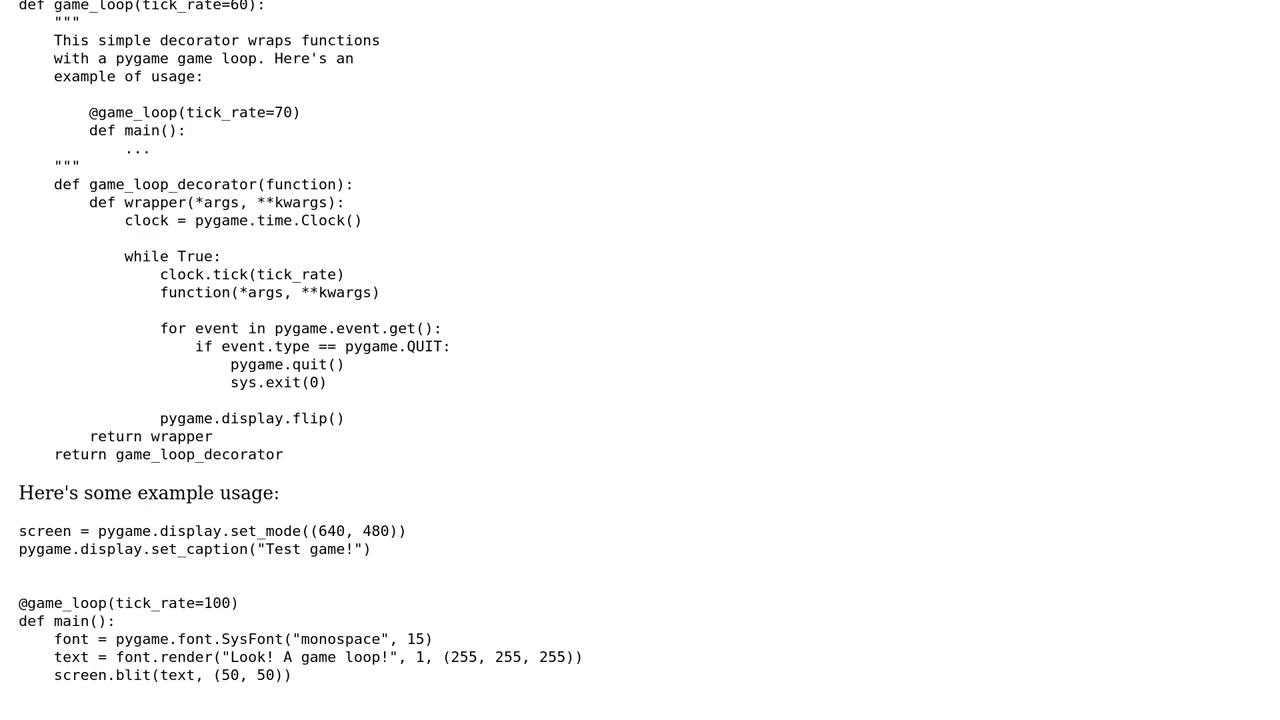 def game_loop(tick_rate=60):
    """
    This simple decorator wraps functions
    with a pygame game loop. Here's an
    example of usage:

        @game_loop(tick_rate=70)
        def main():
            ...
    """
    def game_loop_decorator(function):
        def wrapper(*args, **kwargs):
            clock = pygame.time.Clock()

            while True:
                clock.tick(tick_rate)
                function(*args, **kwargs)

                for event in pygame.event.get():
                    if event.type == pygame.QUIT:
                        pygame.quit()
                        sys.exit(0)

                pygame.display.flip()
        return wrapper
    return game_loop_decorator

Here's some example usage:

screen = pygame.display.set_mode((640, 480))
pygame.display.set_caption("Test game!")


@game_loop(tick_rate=100)
def main():
    font = pygame.font.SysFont("monospace", 15)
    text = font.render("Look! A game loop!", 1, (255, 255, 255))
    screen.blit(text, (50, 50))